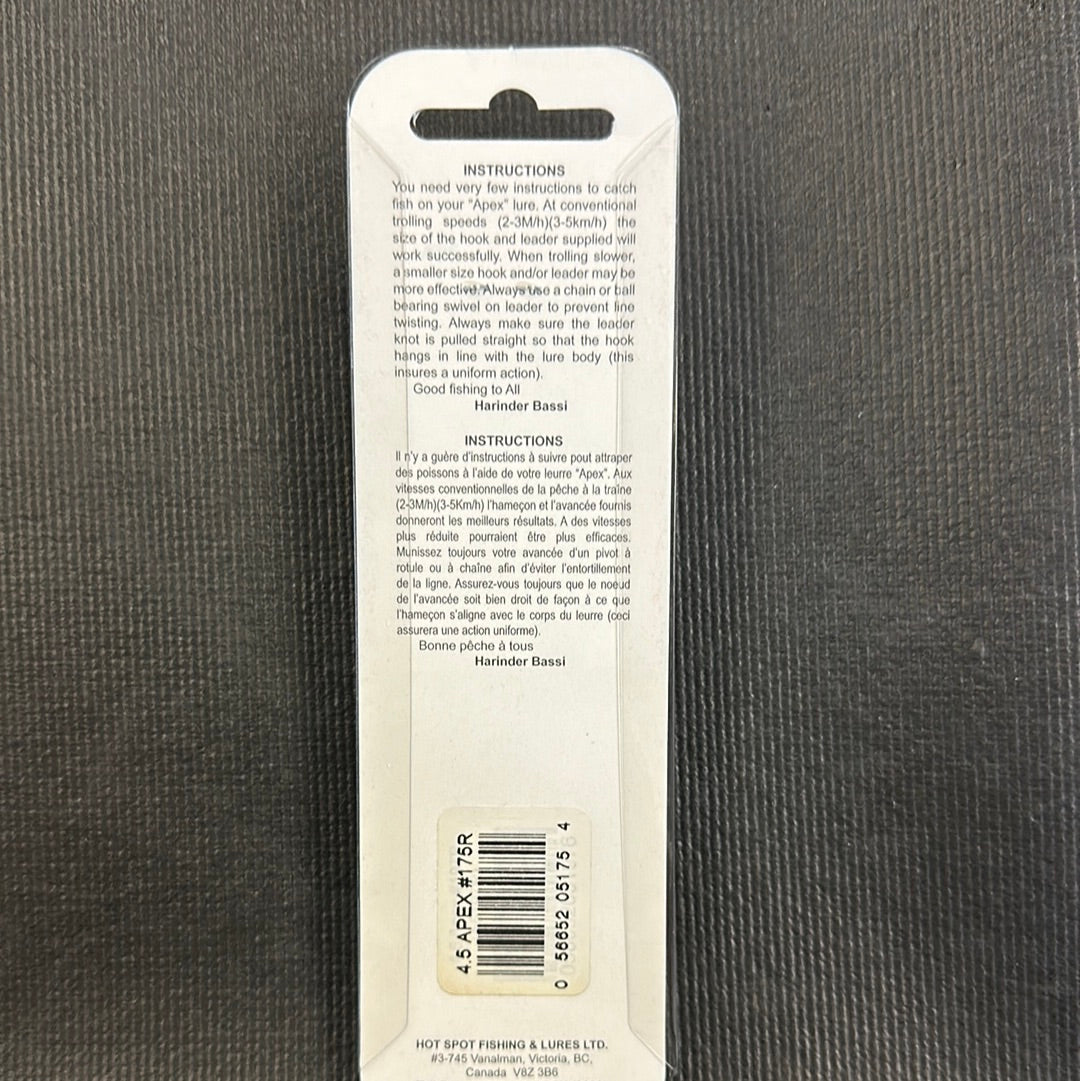 INSTRUCTIONS
You need very few instructions to catch
fish on your "Apex" lure. At conventional
trolling speeds (2-3M/h)(3-5km/h) the
size of the hook and leader supplied will
work successfully. When trolling slower,
a smaller size hook and/or leader may be
more effective. Always use a chain or ball
bearing swivel on leader to prevent line
twisting. Always make sure the leader
knot is pulled straight so that the hook
hangs in line with the lure body (this
insures a uniform action).
Good fishing to All
Harinder Bassi
INSTRUCTIONS
Il n'y a guère d'instructions à suivre pout attraper
des poissons à l'aide de votre leurre "Apex". Aux
vitesses conventionnelles de la pêche à la traîne
(2-3M/h)(3-5Km/h) l'hameçon et l'avancée fournis
donneront les meilleurs résultats. A des vitesses
plus réduite pourraient être plus efficaces.
Munissez toujours votre avancée d'un pivot à
rotule ou à chaîne afin d'éviter l'entortillement
de la ligne. Assurez-vous toujours que le noeud
de l'avancée soit bien droit de façon à ce que
l'hameçon s'aligne avec le corps du leurre (ceci
assurera une action uniforme).
Bonne pêche à tous
Harinder Bassi
4.5 APEX #175R
0 56652 05175 4
HOT SPOT FISHING & LURES LTD.
#3-745 Vanalman, Victoria, BC,
Canada V8Z 3B6